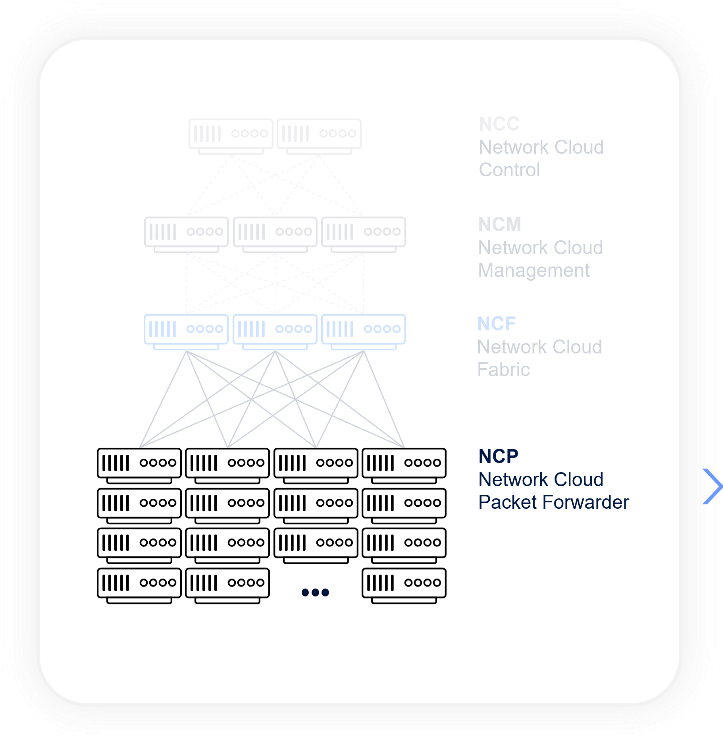 NCC
Network Cloud
Control
NCM
Network Cloud
Management
NCF
Network Cloud
Fabric
NCP
Network Cloud
Packet Forwarder